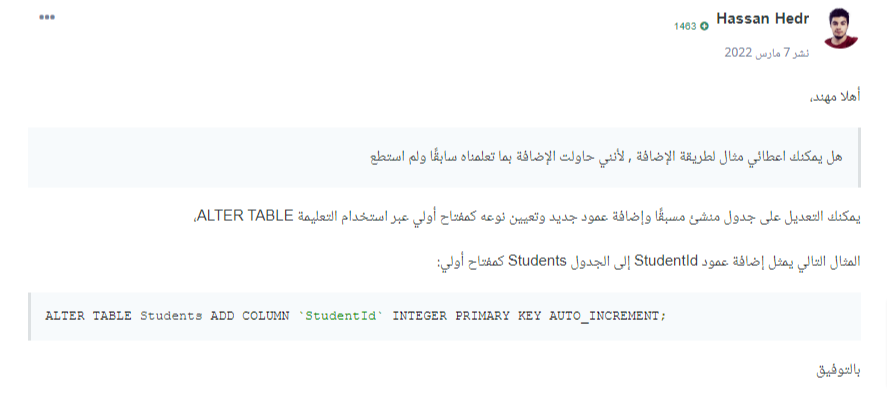 Hassan Hedr
1463
نشر 7 مارس 2022
أهلا مهند،
هل يمكنك اعطائي مثال لطريقة الإضافة , لأنني حاولت الإضافة بما تعلمناه سابقًا ولم استطع
يمكنك التعديل على جدول منشئ مسبقًا وإضافة عمود جديد وتعيين نوعه كمفتاح أولي عبر استخدام التعليمة ALTER TABLE،
المثال التالي يمثل إضافة عمود StudentId إلى الجدول Students كمفتاح أولي:
ALTER TABLE Students ADD COLUMN `StudentId` INTEGER PRIMARY KEY AUTO_INCREMENT;
بالتوفيق